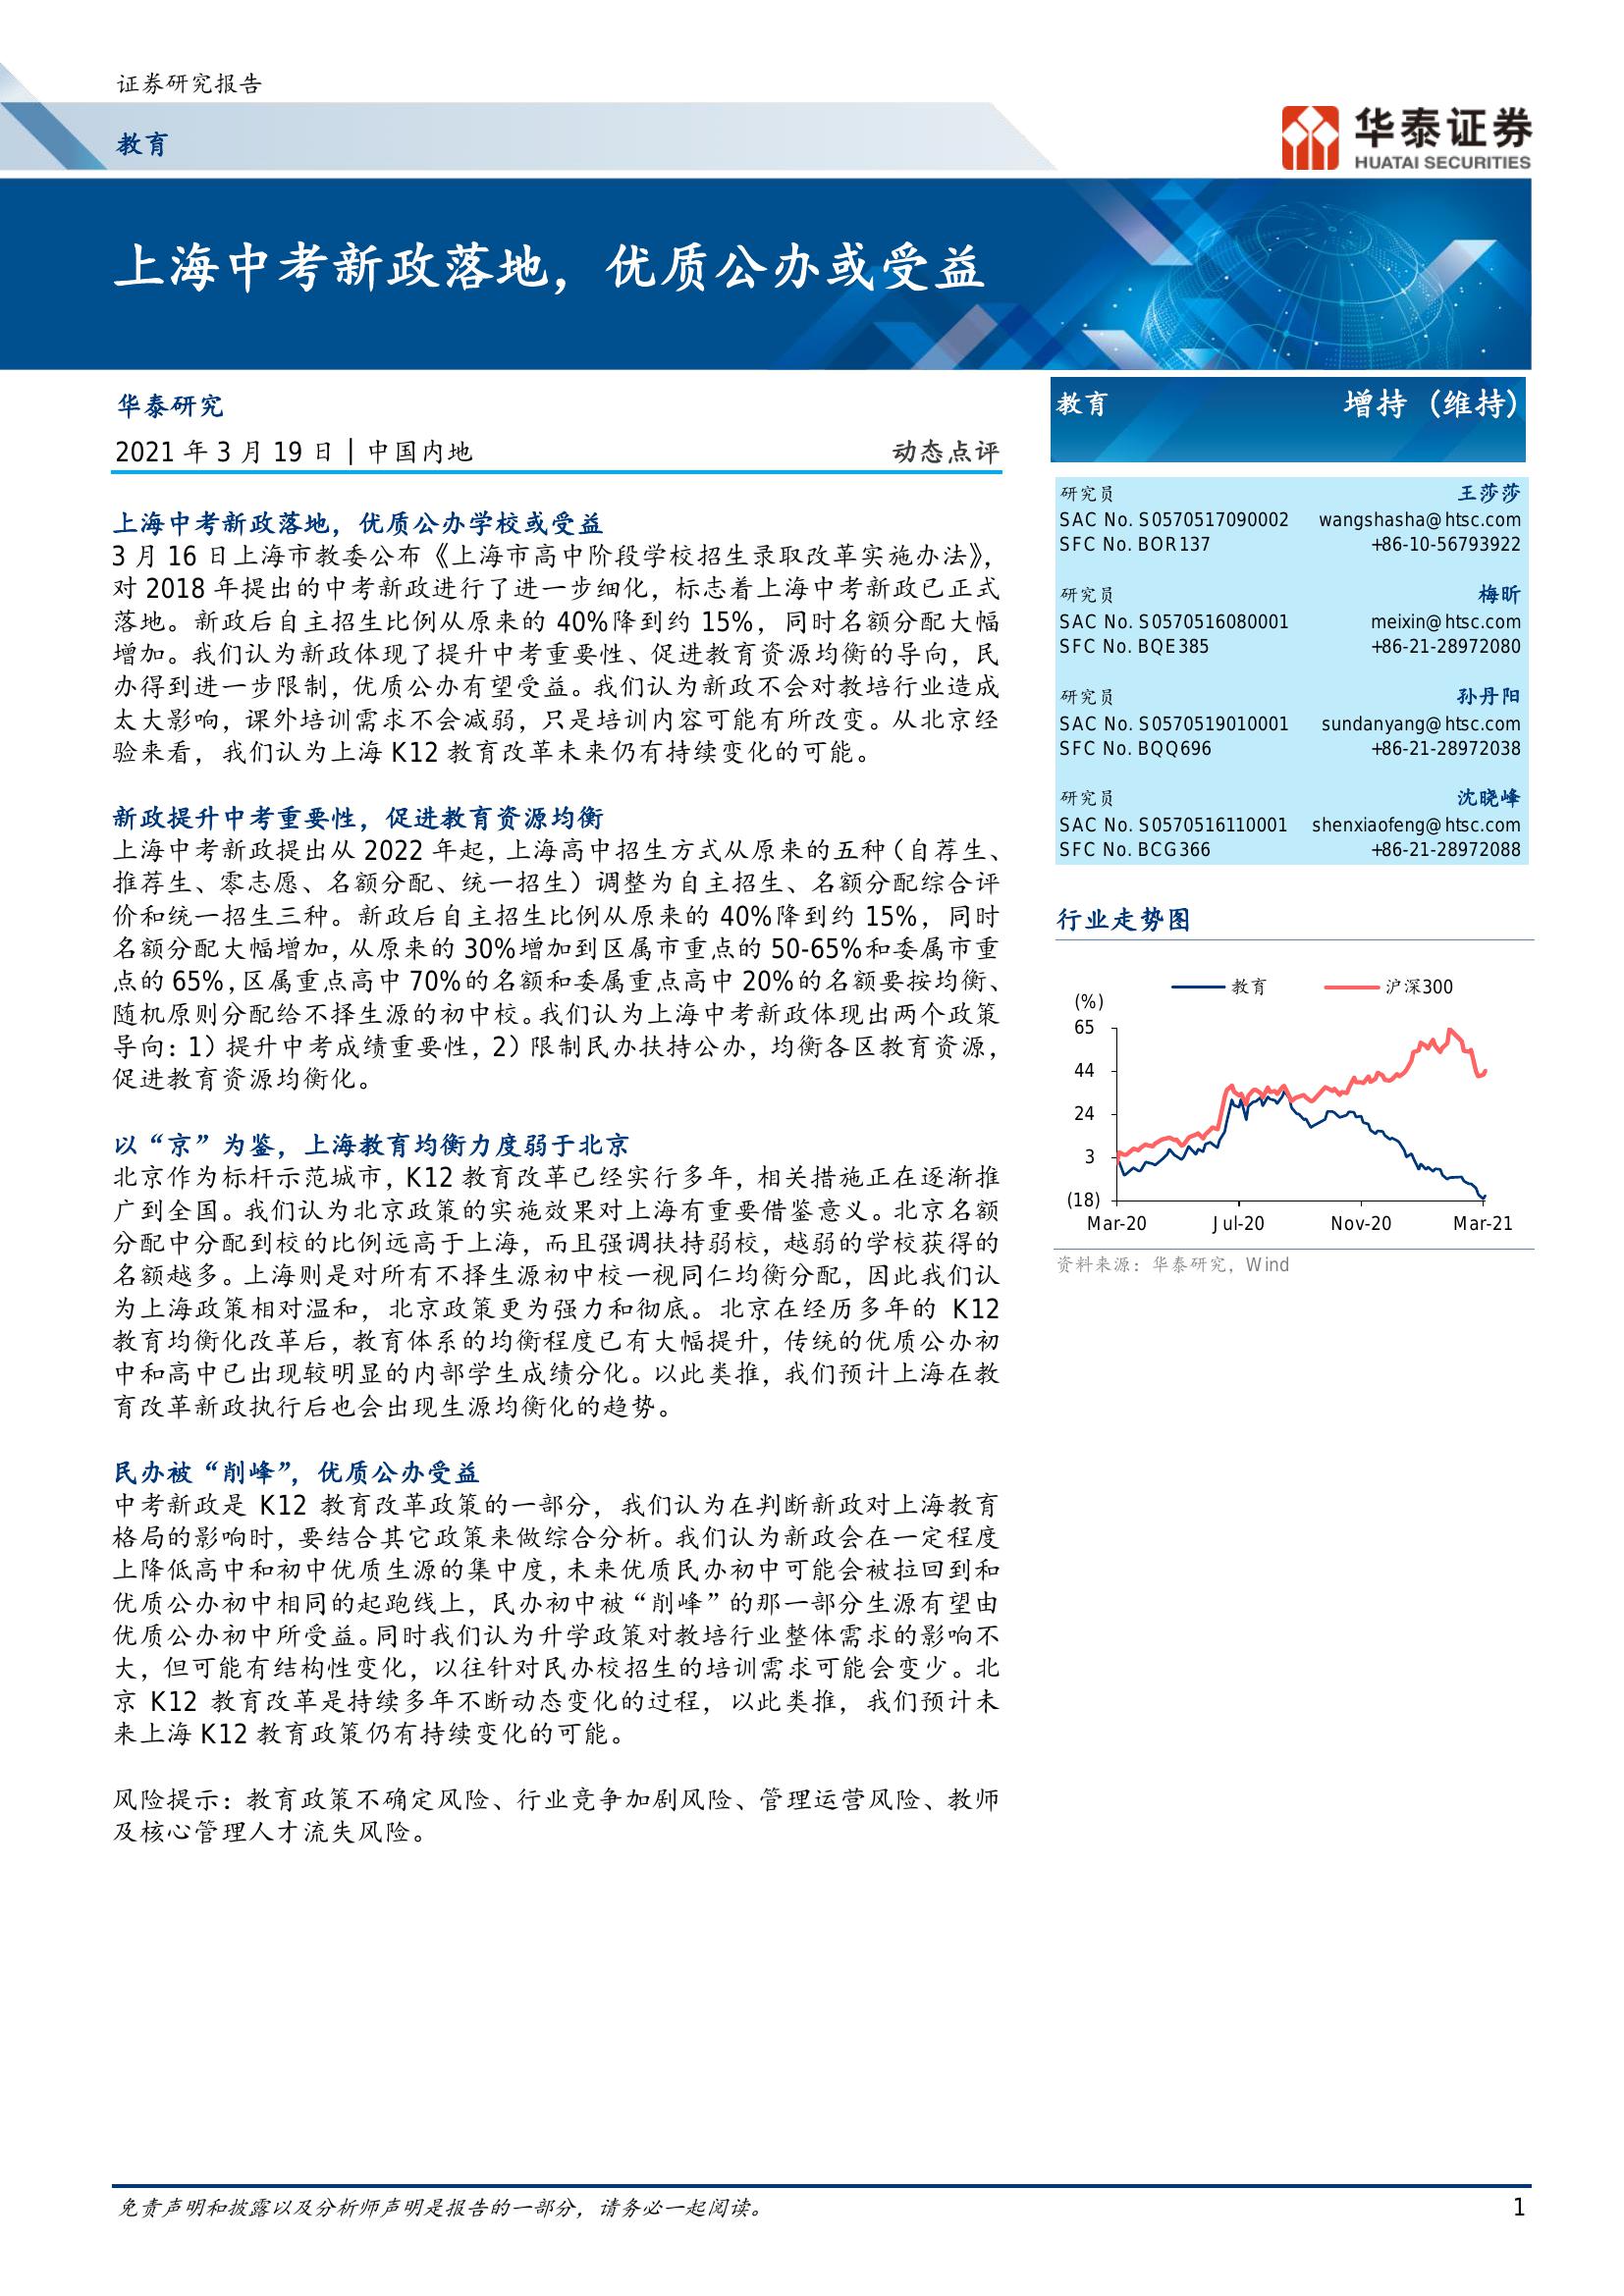 证券研究报告
教育
华泰证券
HUATAI SECURITIES
上海中考新政落地，优质公办或受益
华泰研究
2021 年 3 月 19 日│中国内地
动态点评
上海中考新政落地，优质公办学校或受益
3 月 16 日上海市教委公布《上海市高中阶段学校招生录取改革实施办法》，
对 2018 年提出的中考新政进行了进一步细化，标志着上海中考新政已正式
落地。新政后自主招生比例从原来的 40%降到约 15%，同时名额分配大幅
增加。我们认为新政体现了提升中考重要性、促进教育资源均衡的导向，民
办得到进一步限制，优质公办有望受益。我们认为新政不会对教培行业造成
太大影响，课外培训需求不会减弱，只是培训内容可能有所改变。从北京经
验来看，我们认为上海 K12 教育改革未来仍有持续变化的可能。
新政提升中考重要性，促进教育资源均衡
上海中考新政提出从 2022 年起，上海高中招生方式从原来的五种（自荐生、
推荐生、零志愿、名额分配、统一招生）调整为自主招生、名额分配综合评
价和统一招生三种。新政后自主招生比例从原来的 40%降到约 15%，同时
名额分配大幅增加，从原来的 30%增加到区属市重点的 50-65%和委属市重
点的 65%，区属重点高中 70%的名额和委属重点高中 20%的名额要按均衡、
随机原则分配给不择生源的初中校。我们认为上海中考新政体现出两个政策
导向：1）提升中考成绩重要性，2）限制民办扶持公办，均衡各区教育资源，
促进教育资源均衡化。
以“京”为鉴，上海教育均衡力度弱于北京
北京作为标杆示范城市，K12 教育改革已经实行多年，相关措施正在逐渐推
广到全国。我们认为北京政策的实施效果对上海有重要借鉴意义。北京名额
分配中分配到校的比例远高于上海，而且强调扶持弱校，越弱的学校获得的
名额越多。上海则是对所有不择生源初中校一视同仁均衡分配，因此我们认
为上海政策相对温和，北京政策更为强力和彻底。北京在经历多年的 K12
教育均衡化改革后，教育体系的均衡程度已有大幅提升，传统的优质公办初
中和高中已出现较明显的内部学生成绩分化。以此类推，我们预计上海在教
育改革新政执行后也会出现生源均衡化的趋势。
民办被“削峰”，优质公办受益
中考新政是 K12 教育改革政策的一部分，我们认为在判断新政对上海教育
格局的影响时，要结合其它政策来做综合分析。我们认为新政会在一定程度
上降低高中和初中优质生源的集中度，未来优质民办初中可能会被拉回到和
优质公办初中相同的起跑线上，民办初中被“削峰”的那一部分生源有望由
优质公办初中所受益。同时我们认为升学政策对教培行业整体需求的影响不
大，但可能有结构性变化，以往针对民办校招生的培训需求可能会变少。北
京 K12 教育改革是持续多年不断动态变化的过程，以此类推，我们预计未
来上海 K12 教育政策仍有持续变化的可能。
风险提示：教育政策不确定风险、行业竞争加剧风险、管理运营风险、教师
及核心管理人才流失风险。
教育 增持（维持）
研究员 王莎莎
SAC No. S0570517090002 wangshasha@htsc.com
SFC No. BOR137 +86-10-56793922
研究员 梅昕
SAC No. S0570516080001 meixin@htsc.com
SFC No. BQE385 +86-21-28972080
研究员 孙丹阳
SAC No. S0570519010001 sundanyang@htsc.com
SFC No. BQQ696 +86-21-28972038
研究员 沈晓峰
SAC No. S0570516110001 shenxiaofeng@htsc.com
SFC No. BCG366 +86-21-28972088
行业走势图
教育 沪深300
(%)
65
44
24
3
(18)
Mar-20 Jul-20 Nov-20 Mar-21
资料来源：华泰研究，Wind
免责声明和披露以及分析师声明是报告的一部分，请务必一起阅读。 1